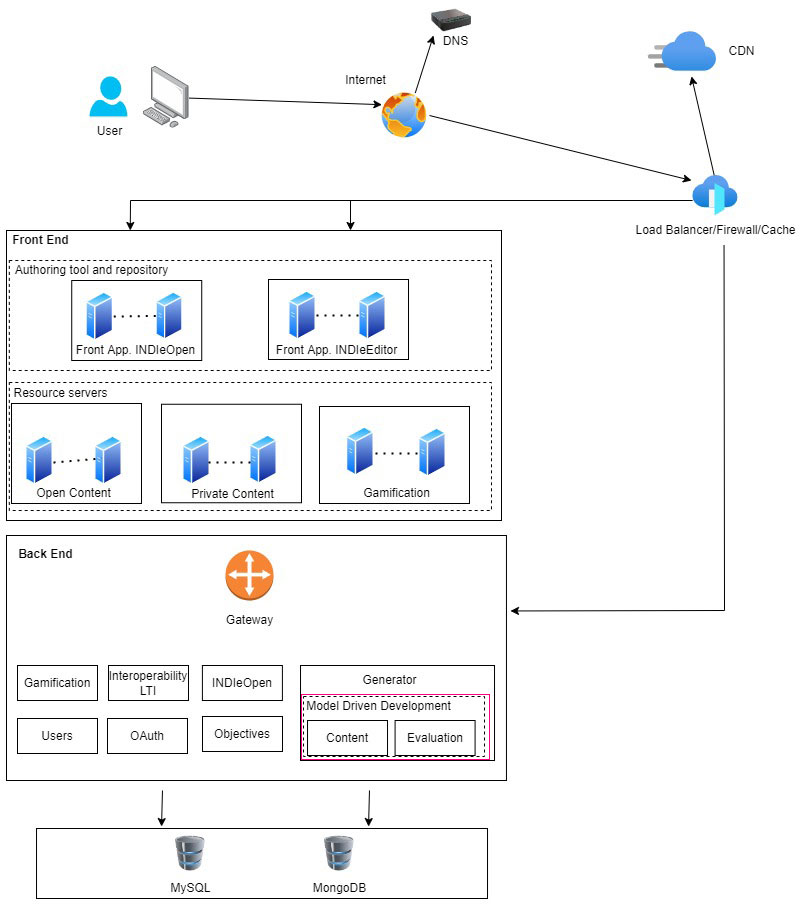 DNS
CDN
Internet
User
Load Balancer/Firewall/Cache
Front End
Authoring tool and repository
Front App. INDIeOpen
Front App. INDIeEditor
Resource servers
Open Content
Private Content
Gamification
Back End
Gateway
Gamification
Interoperability
LTI
INDIeOpen
Generator
Model Driven Development
Users
OAuth
Objectives
Content
Evaluation
MySQL
MongoDB